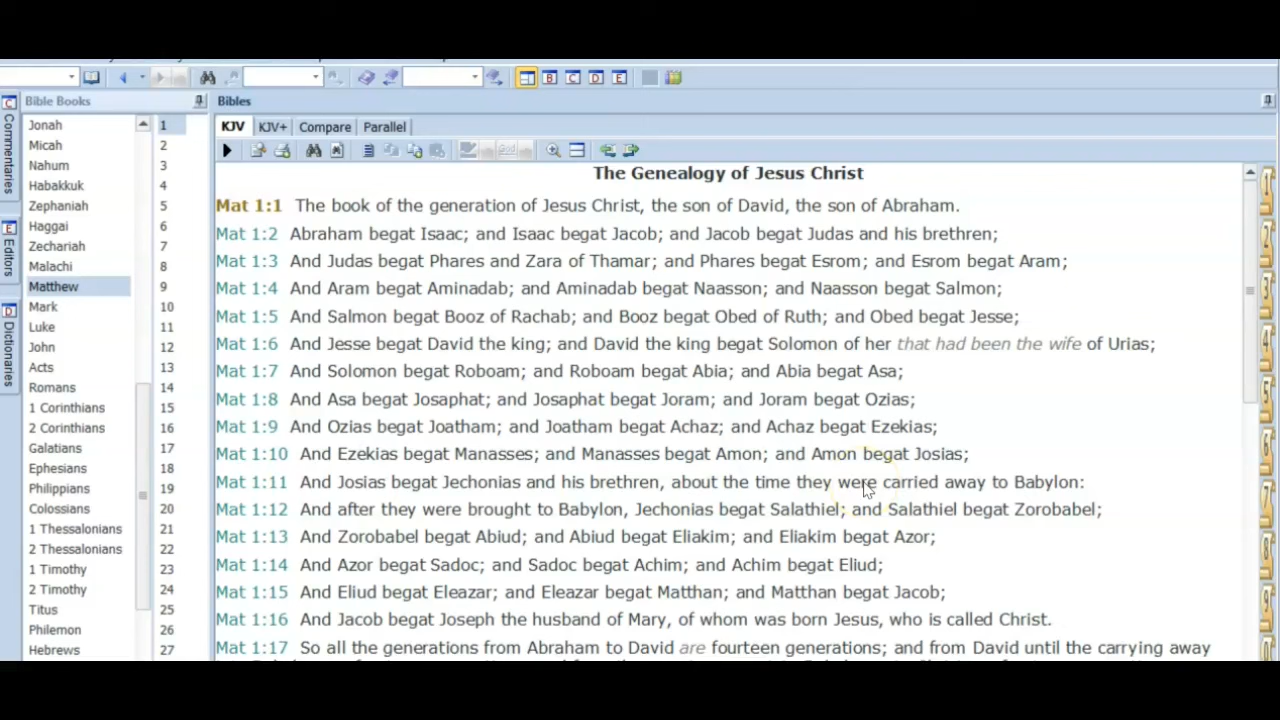 Bible Books
Bibles
Commentaries
Editors
Dictionaries
KJV KJV+ Compare Parallel
B C D E
Jonah
Micah
Nahum
Habakkuk
Zephaniah
Haggai
Zechariah
Malachi
Matthew
Mark
Luke
John
Acts
Romans
1 Corinthians
2 Corinthians
Galatians
Ephesians
Philippians
Colossians
1 Thessalonians
2 Thessalonians
1 Timothy
2 Timothy
Titus
Philemon
Hebrews
1
2
3
4
5
6
7
8
9
10
11
12
13
14
15
16
17
18
19
20
21
22
23
24
25
26
27
The Genealogy of Jesus Christ
Mat 1:1 The book of the generation of Jesus Christ, the son of David, the son of Abraham.
Mat 1:2 Abraham begat Isaac; and Isaac begat Jacob; and Jacob begat Judas and his brethren;
Mat 1:3 And Judas begat Phares and Zara of Thamar; and Phares begat Esrom; and Esrom begat Aram;
Mat 1:4 And Aram begat Aminadab; and Aminadab begat Naasson; and Naasson begat Salmon;
Mat 1:5 And Salmon begat Booz of Rachab; and Booz begat Obed of Ruth; and Obed begat Jesse;
Mat 1:6 And Jesse begat David the king; and David the king begat Solomon of her that had been the wife of Urias;
Mat 1:7 And Solomon begat Roboam; and Roboam begat Abia; and Abia begat Asa;
Mat 1:8 And Asa begat Josaphat; and Josaphat begat Joram; and Joram begat Ozias;
Mat 1:9 And Ozias begat Joatham; and Joatham begat Achaz; and Achaz begat Ezekias;
Mat 1:10 And Ezekias begat Manasses; and Manasses begat Amon; and Amon begat Josias;
Mat 1:11 And Josias begat Jechonias and his brethren, about the time they were carried away to Babylon:
Mat 1:12 And after they were brought to Babylon, Jechonias begat Salathiel; and Salathiel begat Zorobabel;
Mat 1:13 And Zorobabel begat Abiud; and Abiud begat Eliakim; and Eliakim begat Azor;
Mat 1:14 And Azor begat Sadoc; and Sadoc begat Achim; and Achim begat Eliud;
Mat 1:15 And Eliud begat Eleazar; and Eleazar begat Matthan; and Matthan begat Jacob;
Mat 1:16 And Jacob begat Joseph the husband of Mary, of whom was born Jesus, who is called Christ.
Mat 1:17 So all the generations from Abraham to David are fourteen generations; and from David until the carrying away